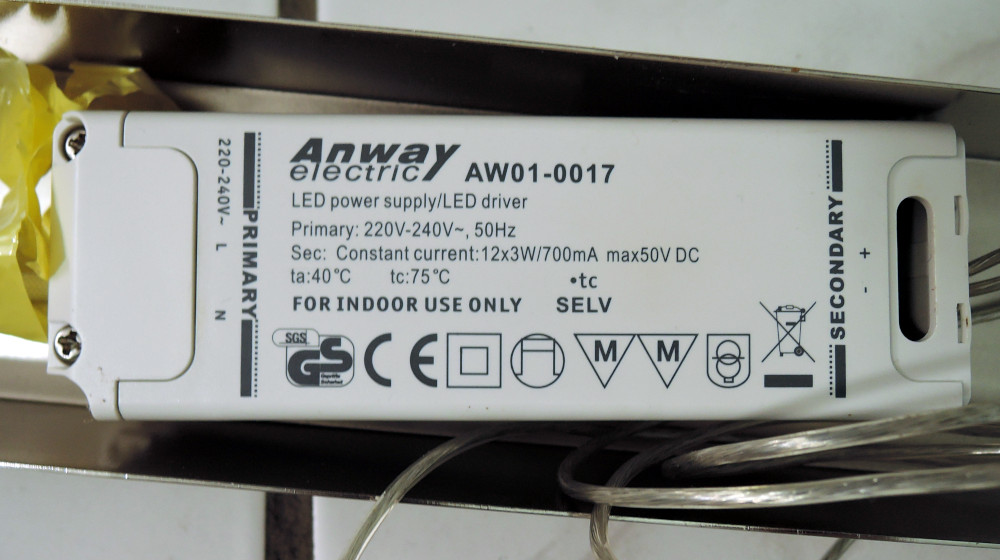 220-240V~ L N
PRIMARY
Anway
electric AW01-0017
LED power supply/LED driver
Primary: 220V-240V~, 50Hz
Sec: Constant current:12x3W/700mA max50V DC
ta:40°C tc:75°C •tc
FOR INDOOR USE ONLY SELV
SGS
GS
CE
M M
SECONDARY
+
-